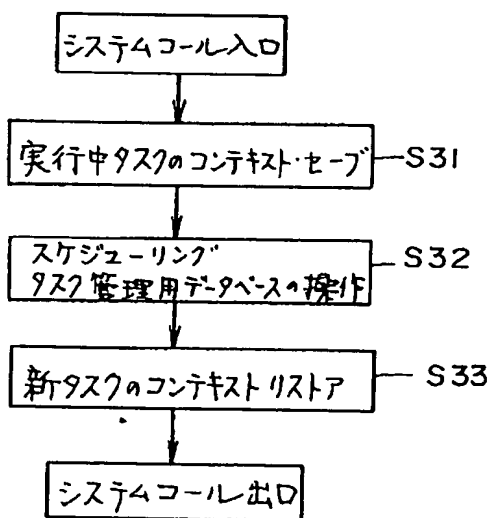 システムコール入口
実行中タスクのコンテキスト・セーブ
S31
スケジューリング
タスク管理用データベースの操作
S32
新タスクのコンテキストリストア
S33
システムコール出口